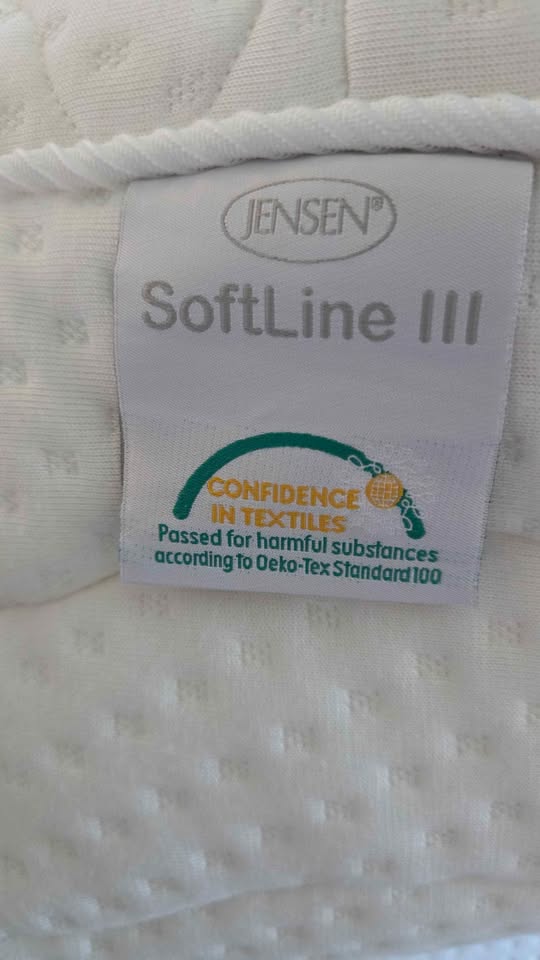 JENSEN®
SoftLine III
CONFIDENCE
IN TEXTILES
Passed for harmful substances
according to Oeko-Tex Standard 100